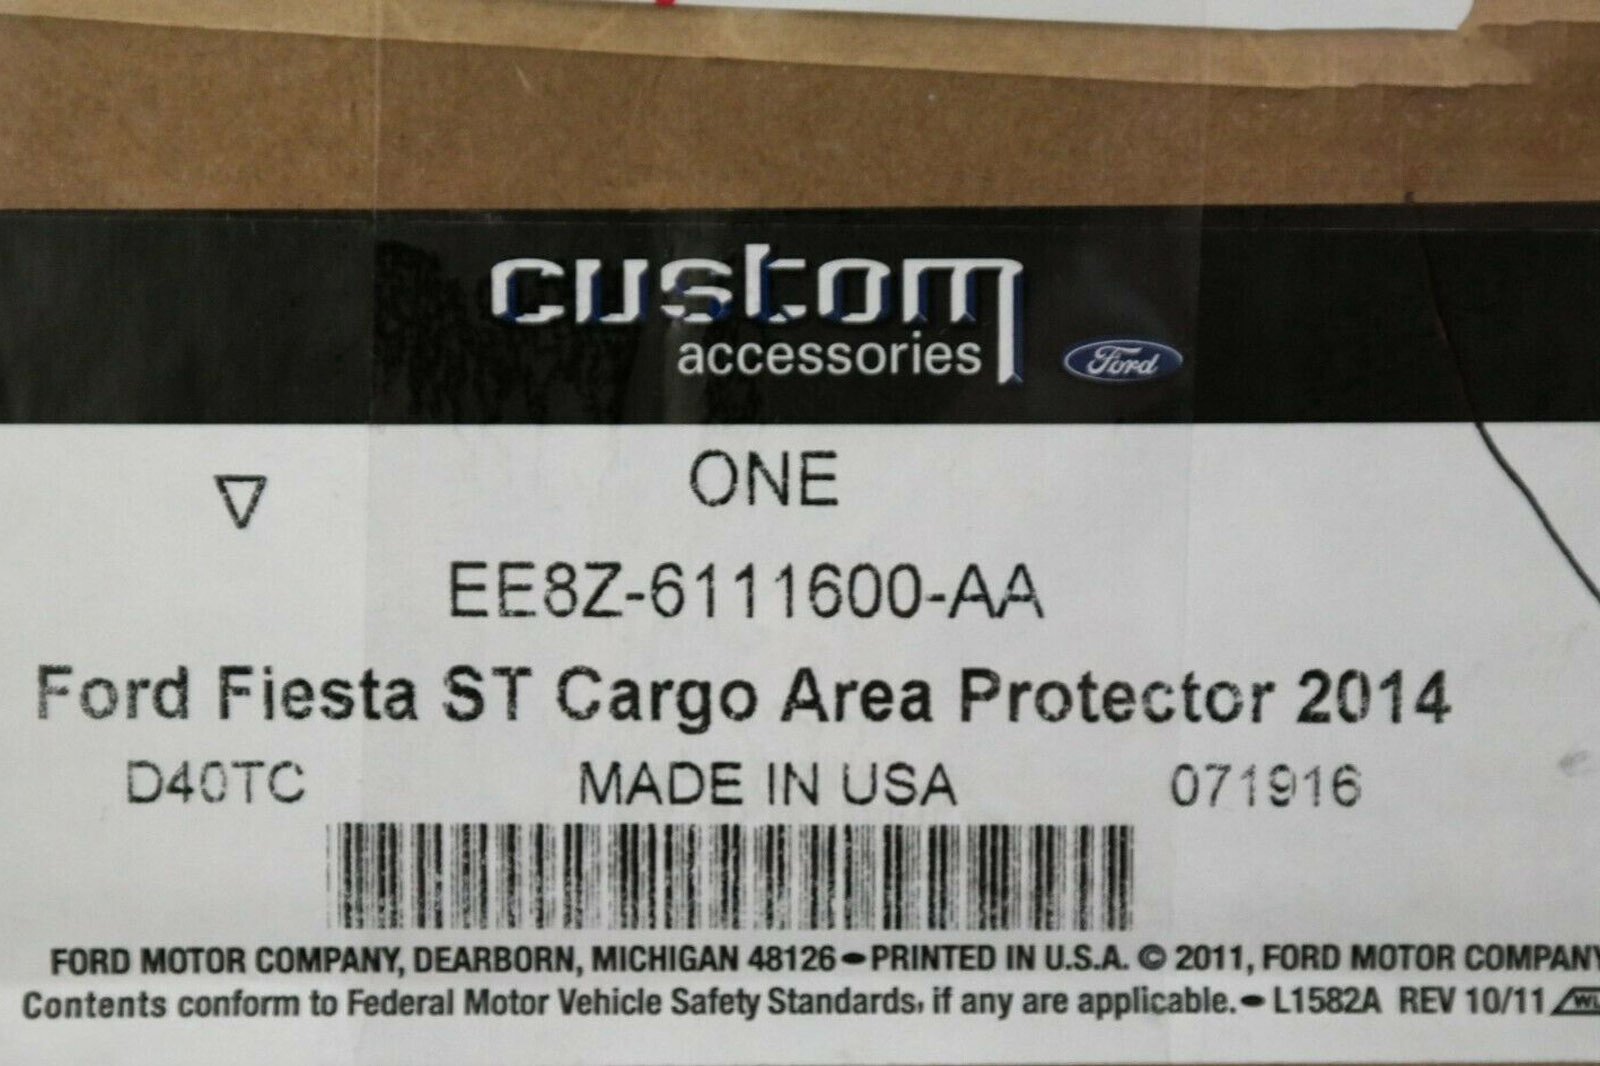 custom
accessories
Ford
ONE
EE8Z-6111600-AA
Ford Fiesta ST Cargo Area Protector 2014
D40TC MADE IN USA 071916
FORD MOTOR COMPANY, DEARBORN, MICHIGAN 48126 • PRINTED IN U.S.A. © 2011, FORD MOTOR COMPANY
Contents conform to Federal Motor Vehicle Safety Standards, if any are applicable. • L1582A REV 10/11